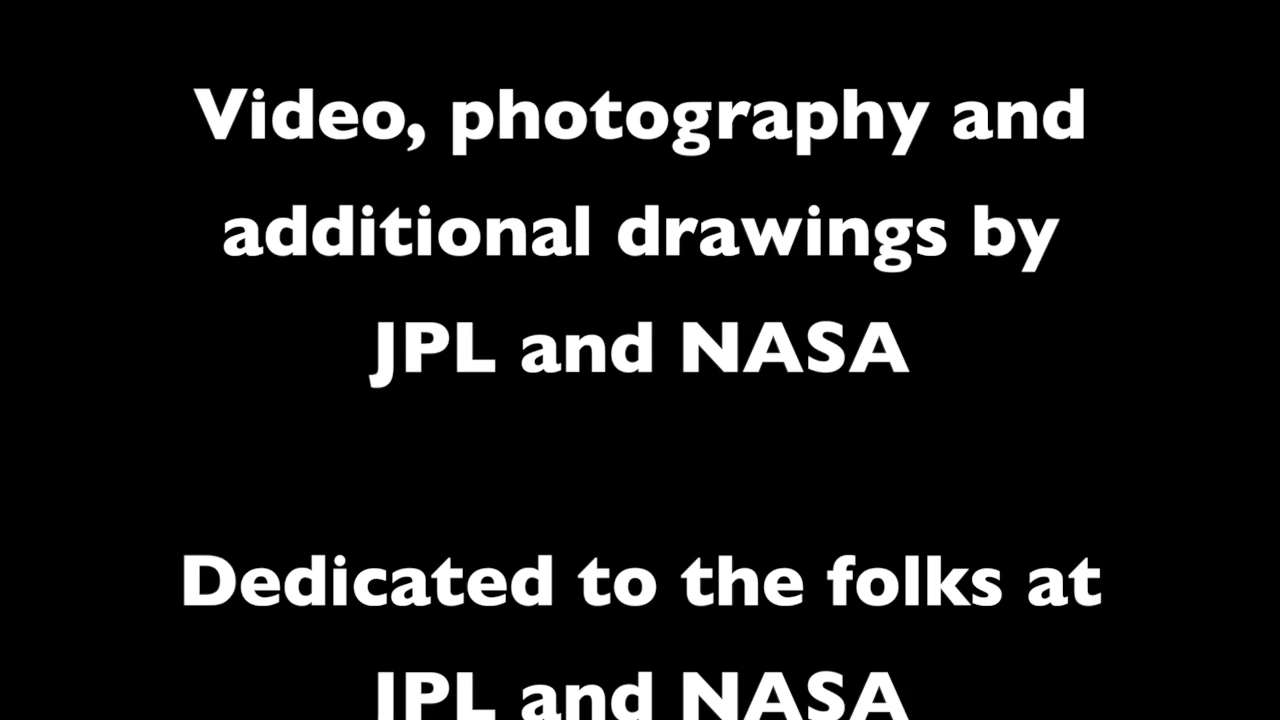 Video, photography and
additional drawings by
JPL and NASA
Dedicated to the folks at
JPL and NASA